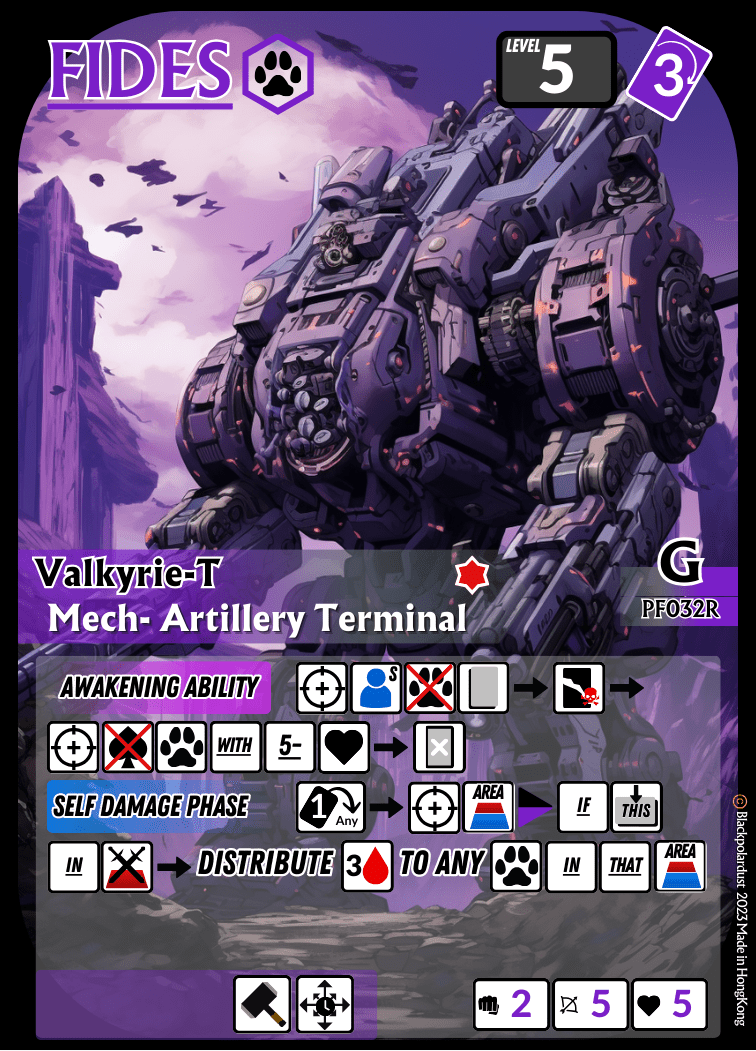 FIDES
LEVEL 5
3
Valkyrie-T
G
Mech- Artillery Terminal
PF032R
AWAKENING ABILITY S
WITH 5-
SELF DAMAGE PHASE 1 Any AREA IF THIS
IN DISTRIBUTE 3 TO ANY IN THAT AREA
2 5 5
© Blackpolardust 2023 Made in HongKong